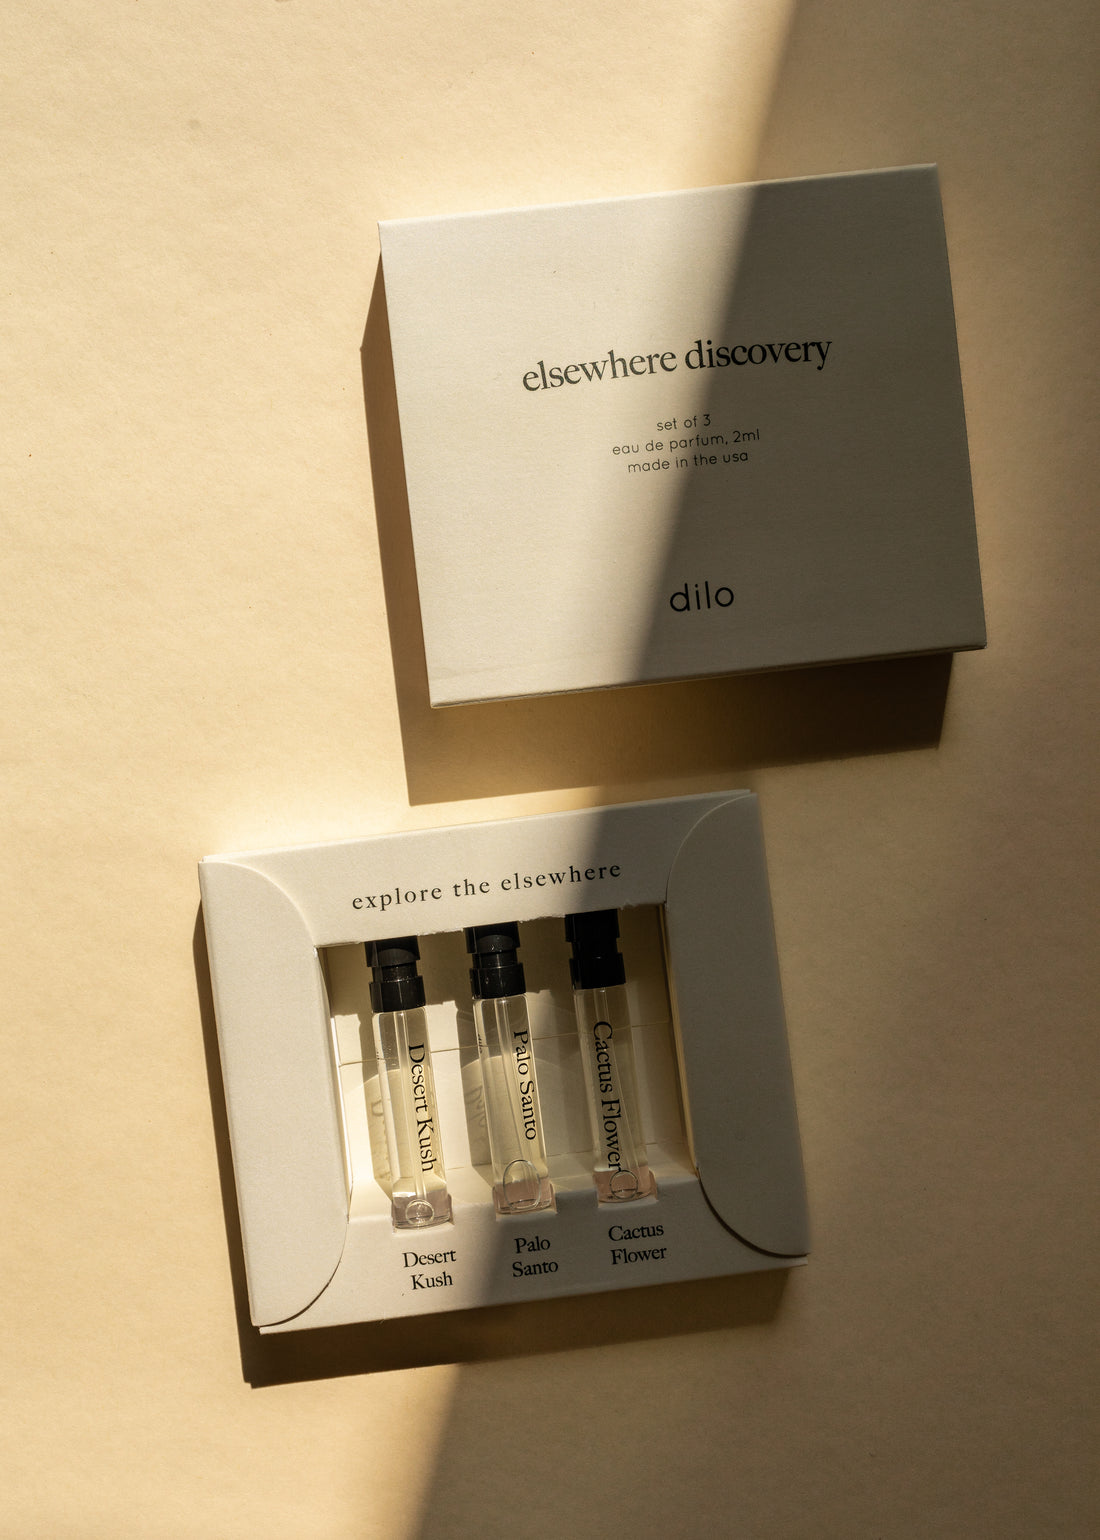 elsewhere discovery
set of 3
eau de parfum, 2ml
made in the usa
dilo
explore the elsewhere
Desert Kush
Palo Santo
Cactus Flower
Desert
Kush
Palo
Santo
Cactus
Flower